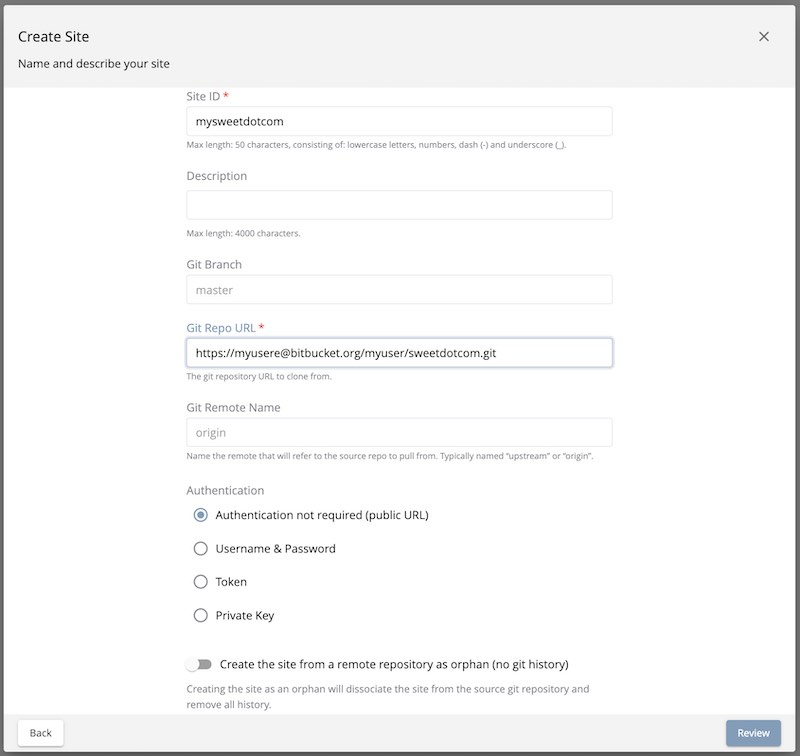 Create Site
Name and describe your site
Site ID *
mysweetdotcom
Max length: 50 characters, consisting of: lowercase letters, numbers, dash (-) and underscore (_).
Description
Max length: 4000 characters.
Git Branch
master
Git Repo URL *
https://myusere@bitbucket.org/myuser/sweetdotcom.git
The git repository URL to clone from.
Git Remote Name
origin
Name the remote that will refer to the source repo to pull from. Typically named “upstream” or “origin”.
Authentication
Authentication not required (public URL)
Username & Password
Token
Private Key
Create the site from a remote repository as orphan (no git history)
Creating the site as an orphan will dissociate the site from the source git repository and
remove all history.
Back
Review